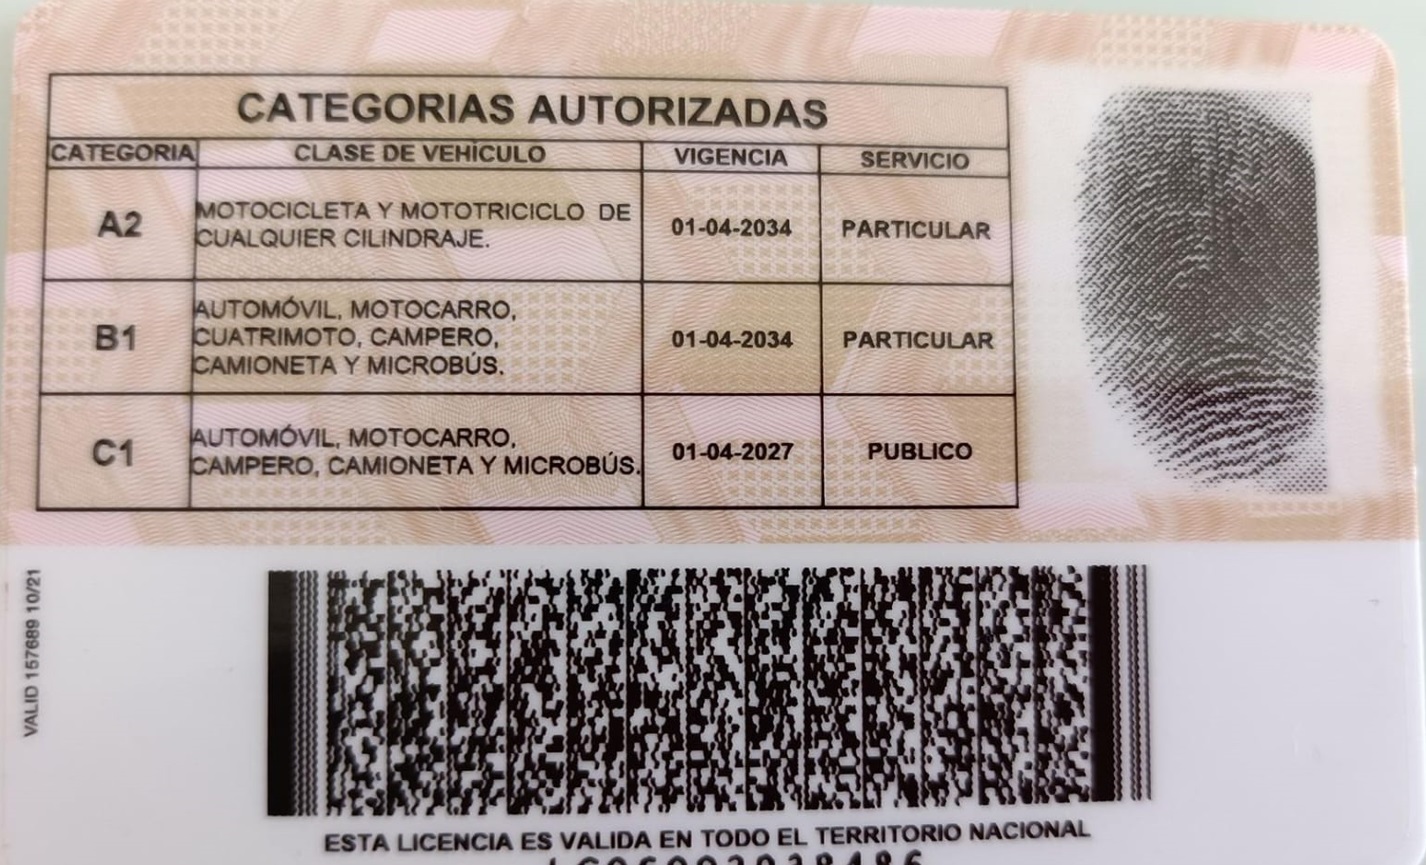 CATEGORIAS AUTORIZADAS
CATEGORIA CLASE DE VEHÍCULO VIGENCIA SERVICIO
A2 MOTOCICLETA Y MOTOTRICICLO DE CUALQUIER CILINDRAJE. 01-04-2034 PARTICULAR
B1 AUTOMÓVIL, MOTOCARRO, CUATRIMOTO, CAMPERO, CAMIONETA Y MICROBÚS. 01-04-2034 PARTICULAR
C1 AUTOMÓVIL, MOTOCARRO, CAMPERO, CAMIONETA Y MICROBÚS. 01-04-2027 PUBLICO
VALID 157689 10/21
ESTA LICENCIA ES VALIDA EN TODO EL TERRITORIO NACIONAL